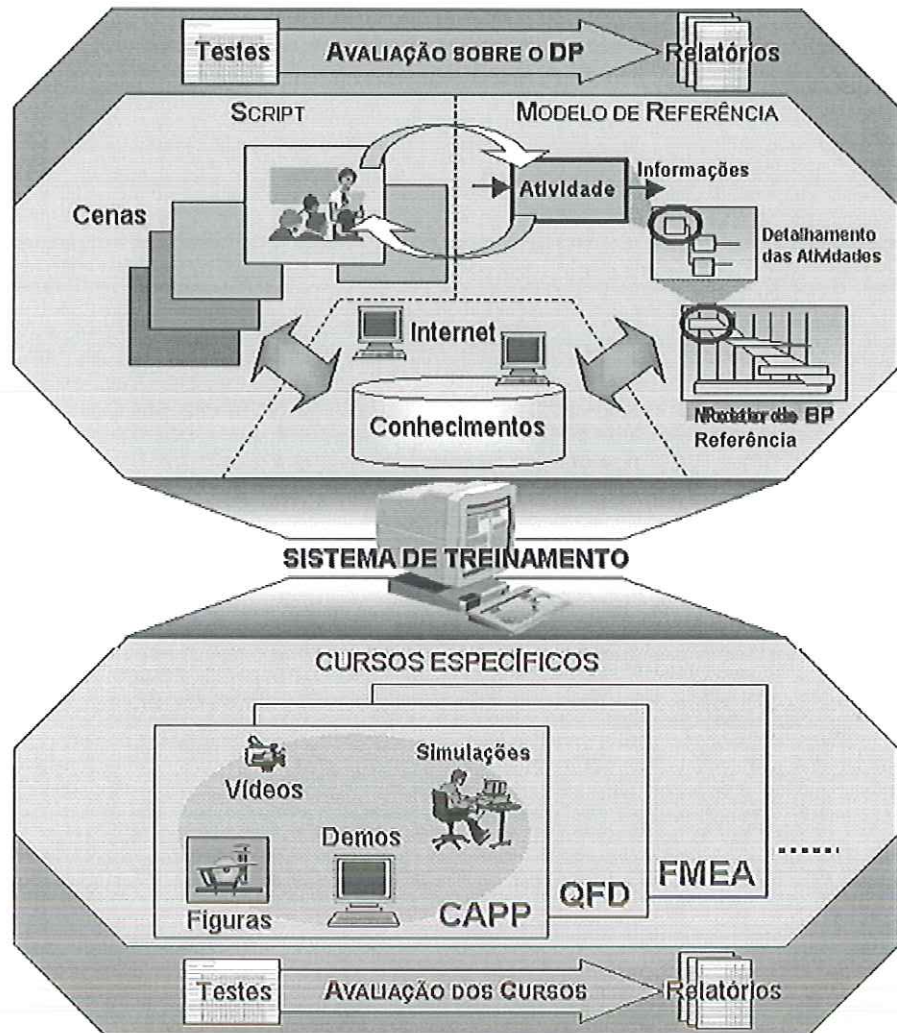 Testes
AVALIAÇÃO SOBRE O DP
Relatórios
SCRIPT
MODELO DE REFERÊNCIA
Cenas
Atividade
Informações
Detalhamento
das Atividades
Internet
Conhecimentos
Referência
SISTEMA DE TREINAMENTO
CURSOS ESPECÍFICOS
Vídeos
Simulações
Demos
Figuras
CAPP
QFD
FMEA
......
Testes
AVALIAÇÃO DOS CURSOS
Relatórios